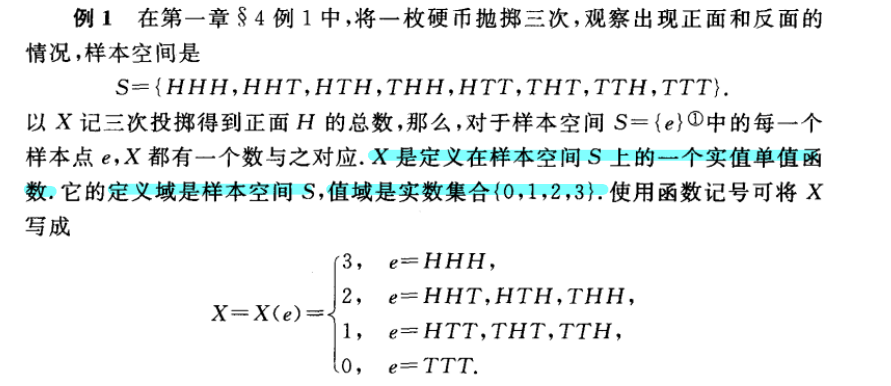 例 1 在第一章 § 4 例 1 中,将一枚硬币抛掷三次,观察出现正面和反面的
情况,样本空间是
S={HHH,HHT,HTH,THH,HTT,THT,TTH,TTT}.
以 X 记三次投掷得到正面 H 的总数,那么,对于样本空间 S={e}①中的每一个
样本点 e,X 都有一个数与之对应. X 是定义在样本空间 S 上的一个实值单值函
数. 它的定义域是样本空间 S,值域是实数集合{0,1,2,3}. 使用函数记号可将 X
写成
3, e=HHH,
2, e=HHT,HTH,THH,
X=X(e)=
1, e=HTT,THT,TTH,
0, e=TTT.